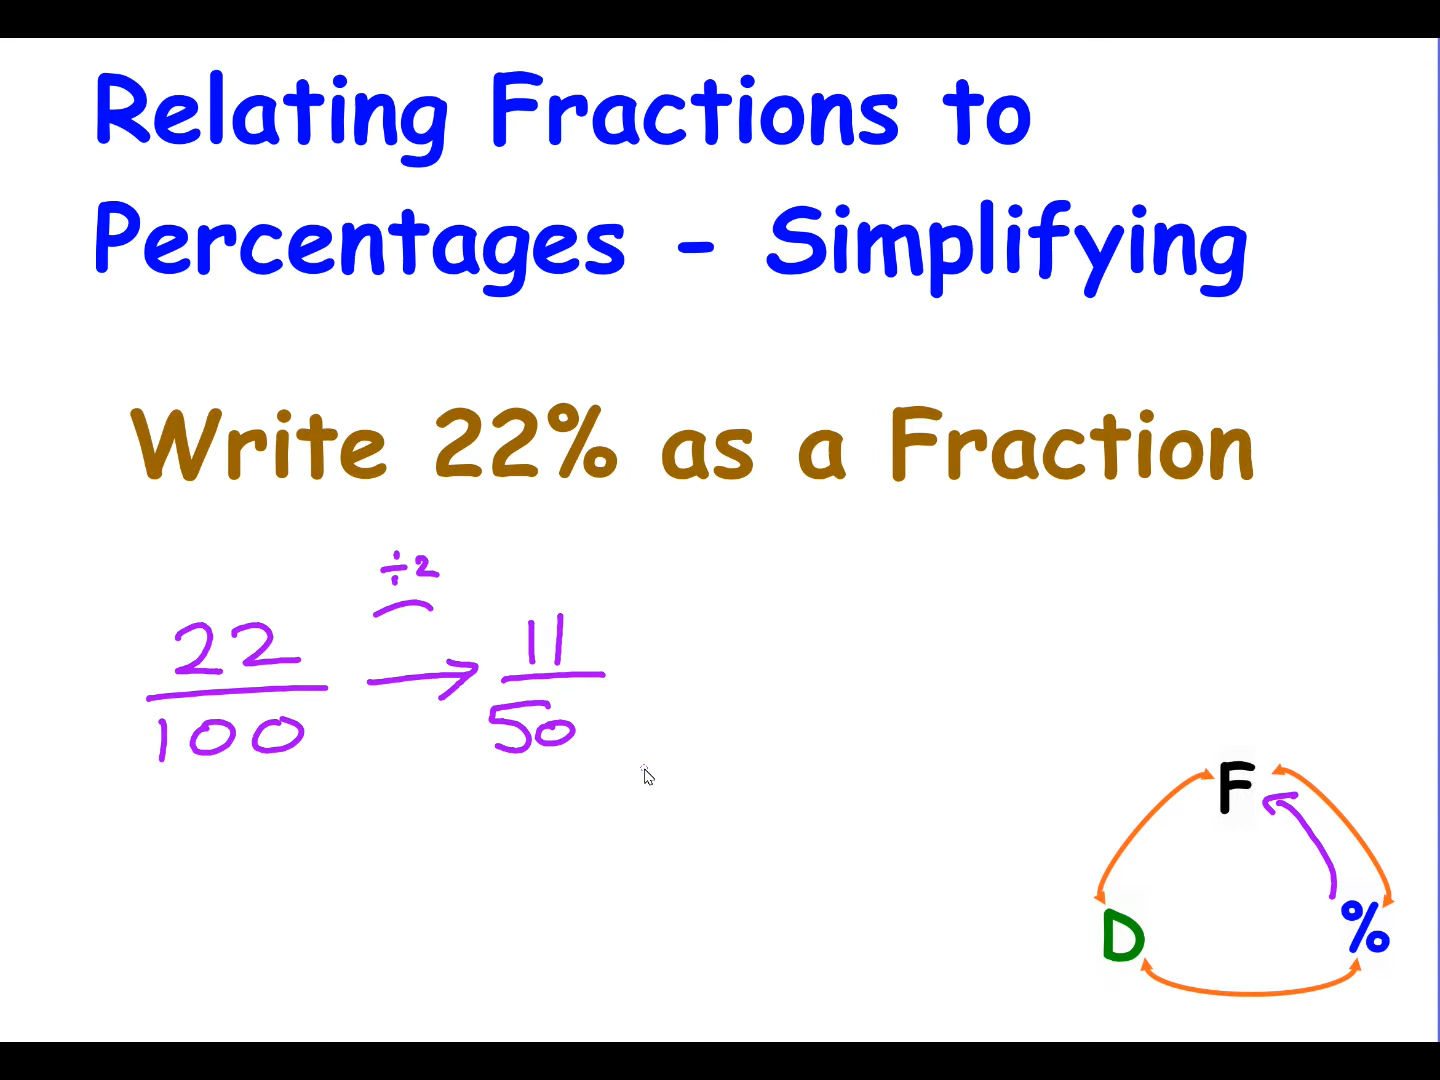 Relating Fractions to
Percentages - Simplifying
Write 22% as a Fraction
÷2
22
100
11
50
F
D
%